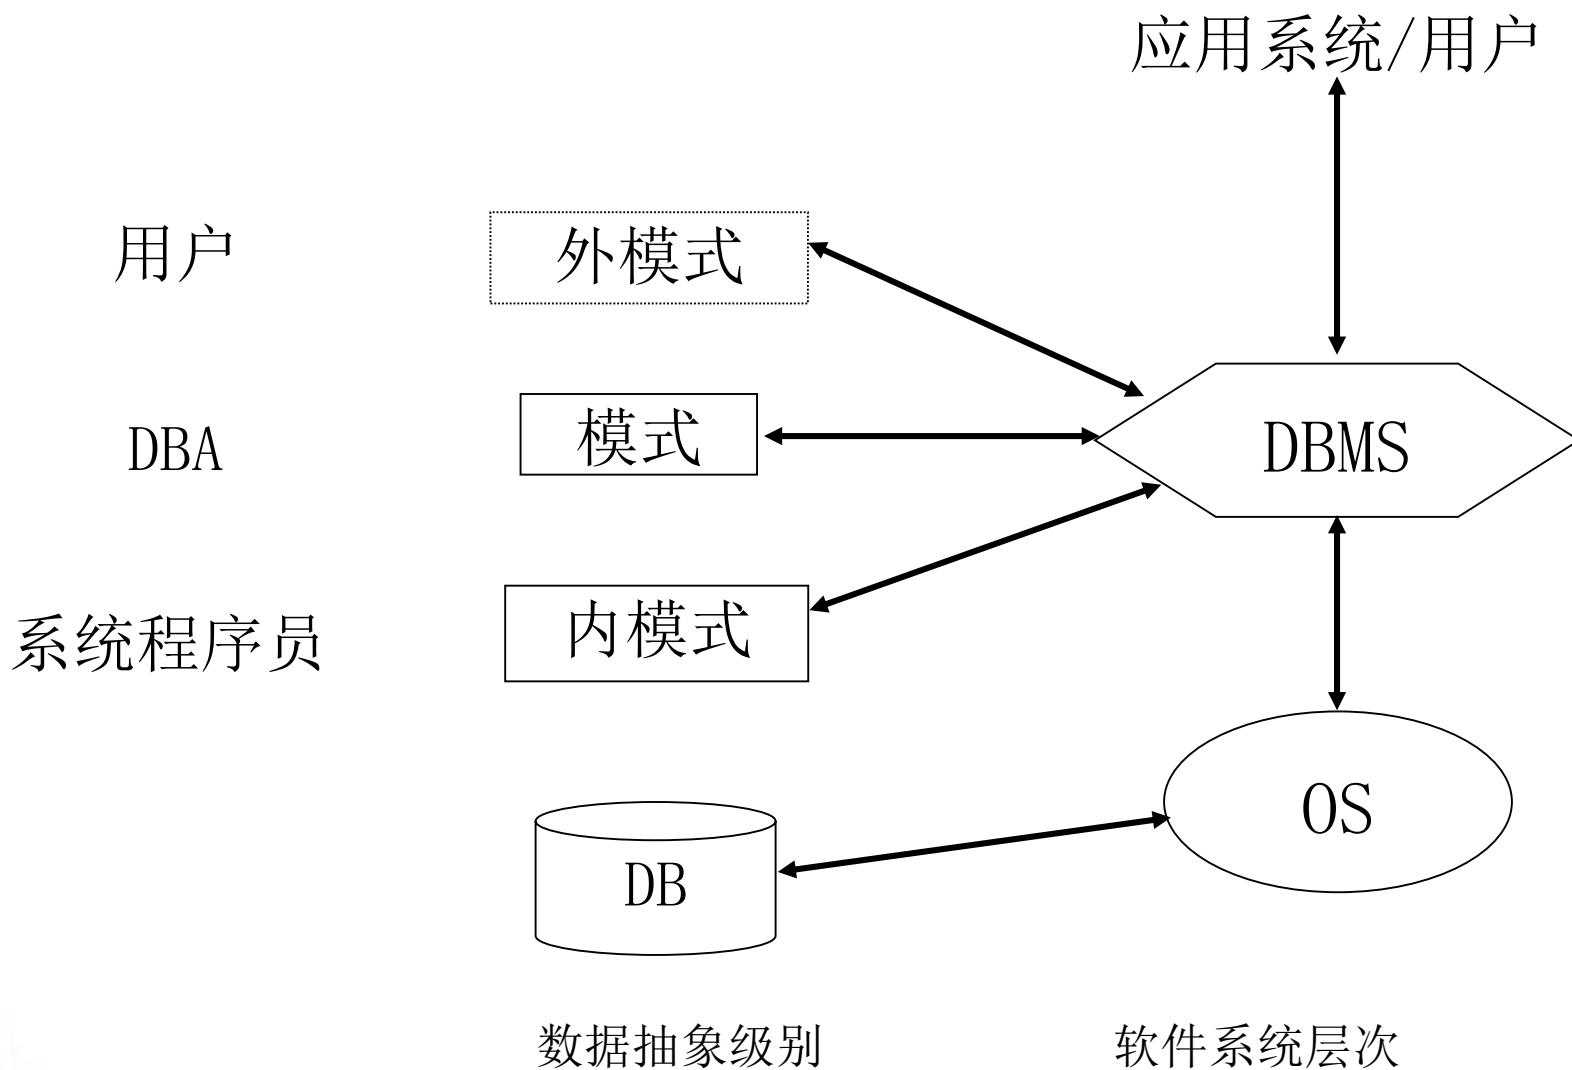 应用系统/用户
用户
外模式
DBA
模式
DBMS
系统程序员
内模式
OS
DB
数据抽象级别
软件系统层次